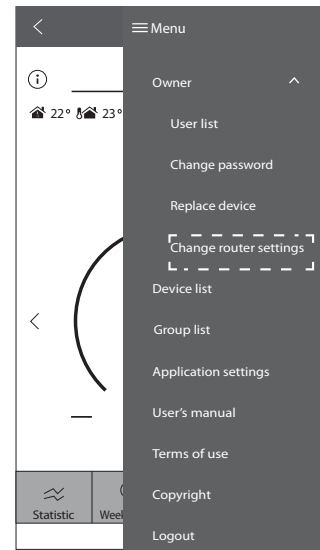 Menu
Owner
22° 23°
User list
Change password
Replace device
Change router settings
Device list
Group list
Application settings
User's manual
Terms of use
Copyright
Statistic
Logout